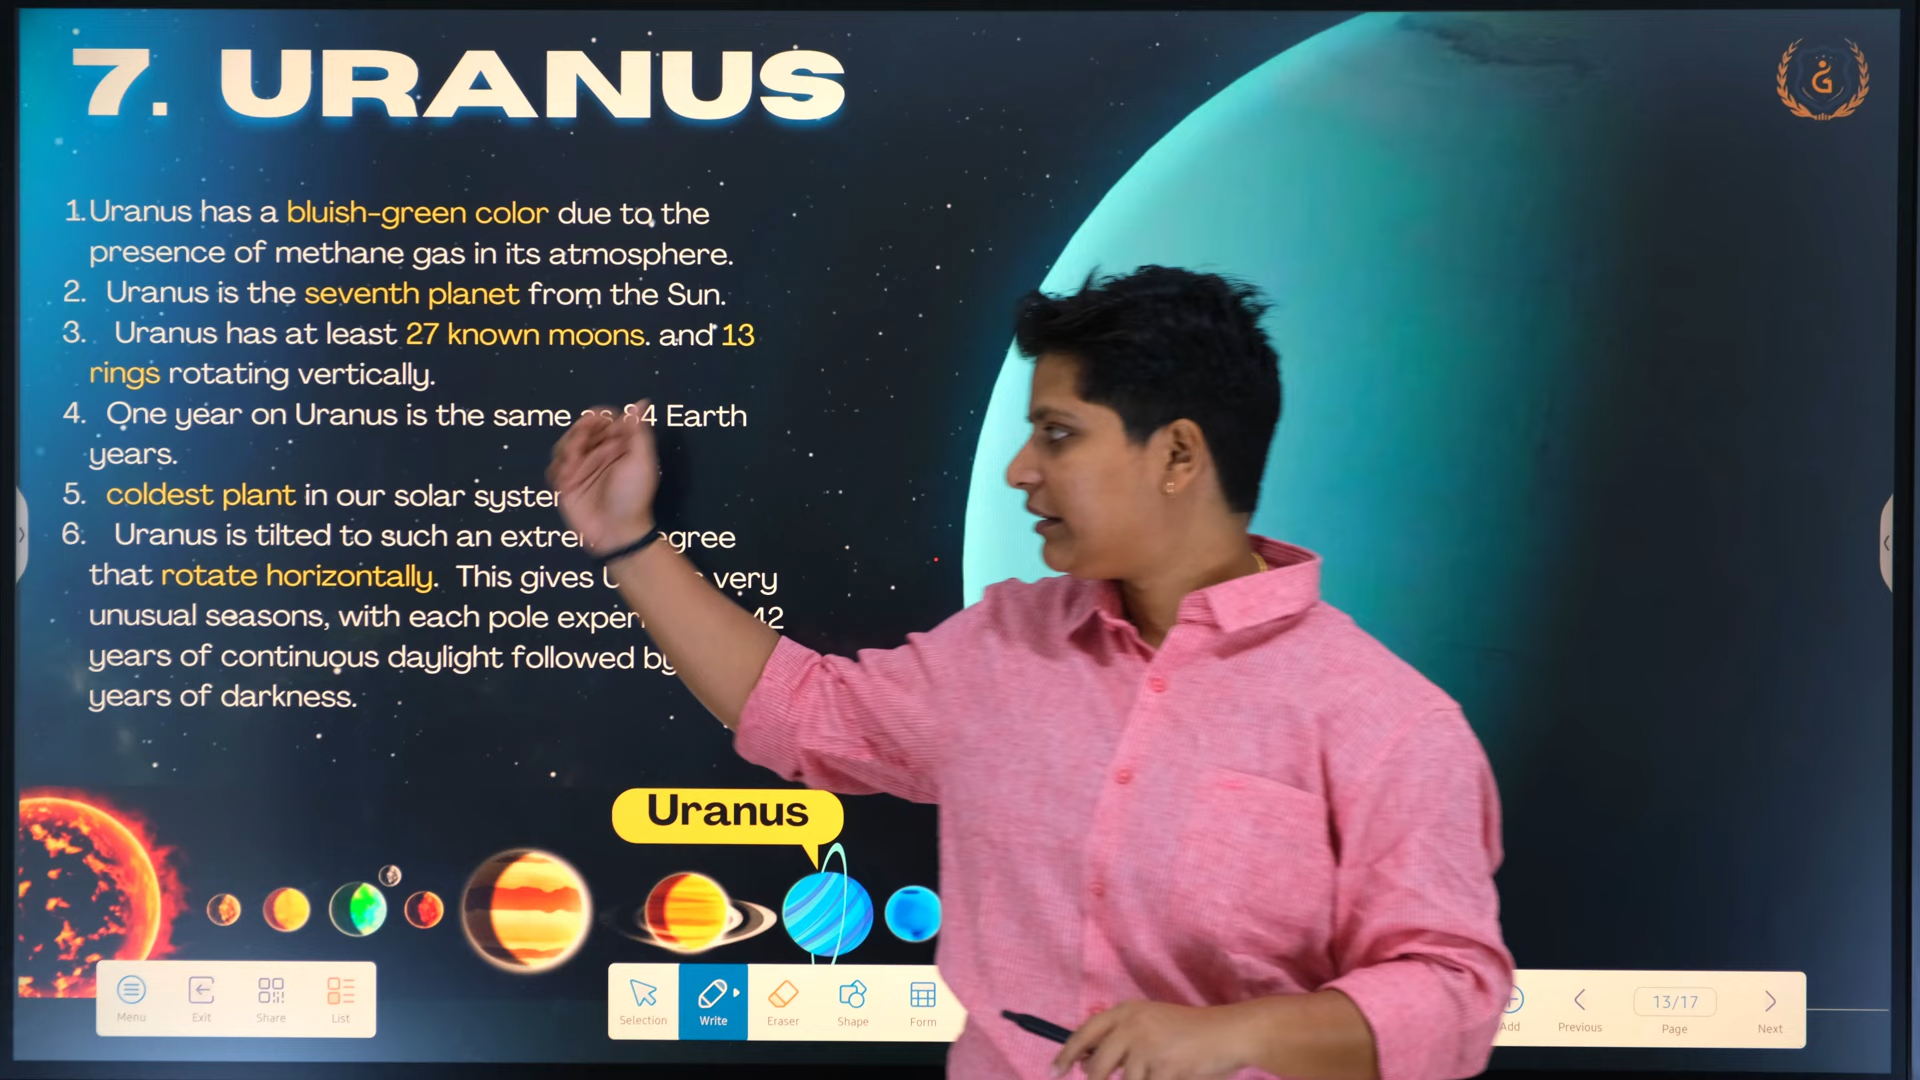 7. URANUS
1. Uranus has a bluish-green color due to the
presence of methane gas in its atmosphere.
2. Uranus is the seventh planet from the Sun.
3. Uranus has at least 27 known moons. and 13
rings rotating vertically.
4. One year on Uranus is the same as 84 Earth
years.
5. coldest plant in our solar
6. Uranus is tilted to such an
that rotate horizontally. This gives very
unusual seasons, with each pole 42
years of continuous daylight followed by
years of darkness.
Uranus
Menu
Exit
Share
List
Selection
Write
Eraser
Shape
Form
Add
Previous
13/17
Page
Next
G